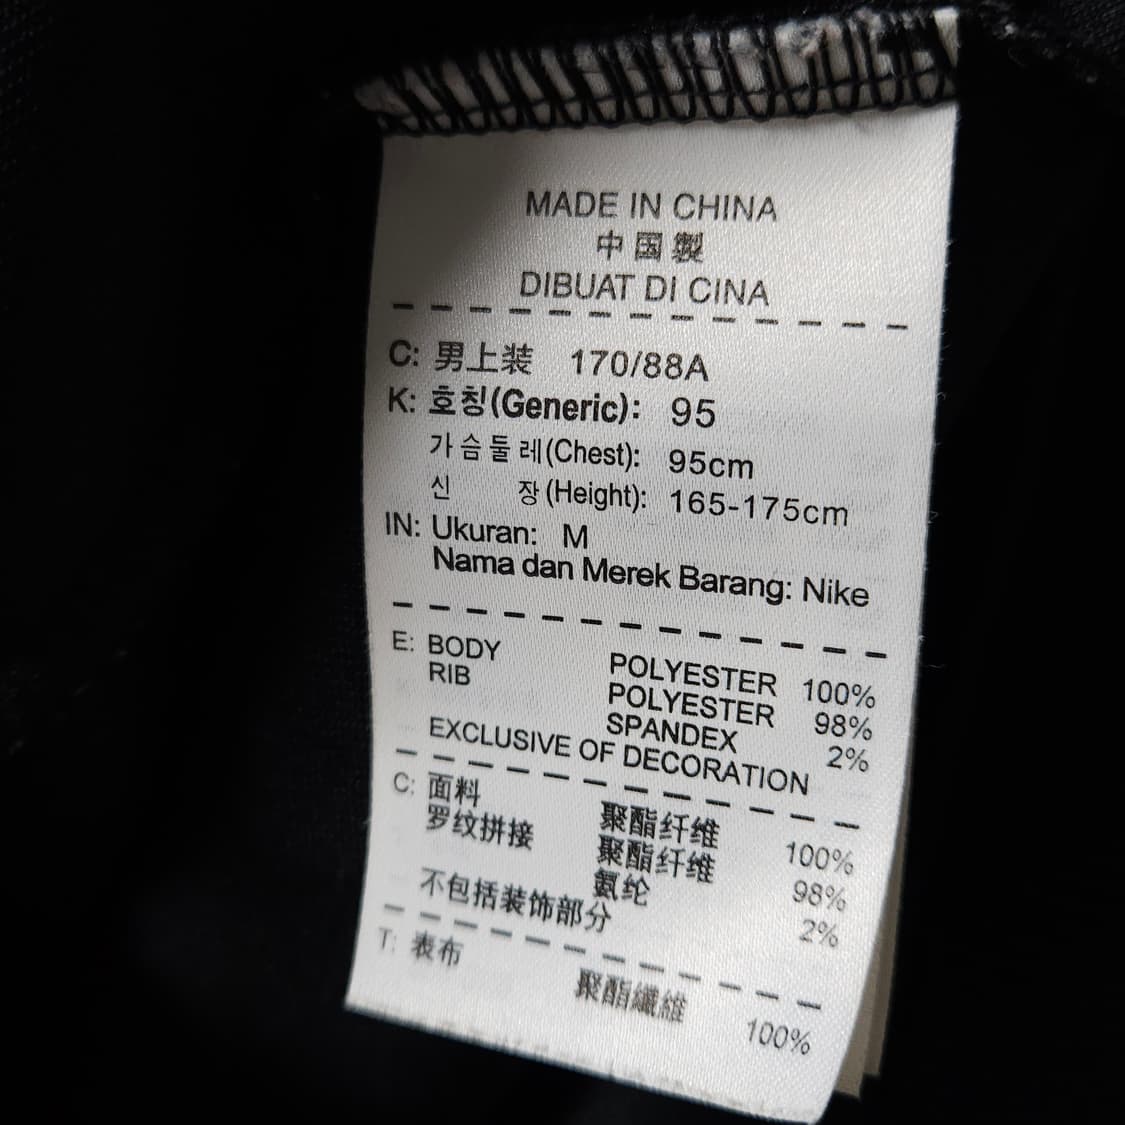 MADE IN CHINA
中国製
DIBUAT DI CINA
C: 男上装 170/88A
K: 호칭(Generic): 95
가슴둘레(Chest): 95cm
신 장(Height): 165-175cm
IN: Ukuran: M
Nama dan Merek Barang: Nike
E: BODY POLYESTER 100%
RIB POLYESTER 98%
SPANDEX 2%
EXCLUSIVE OF DECORATION
C: 面料 聚酯纤维 100%
罗纹拼接 聚酯纤维 98%
氨纶 2%
不包括装饰部分
T: 表布 聚酯纖維 100%